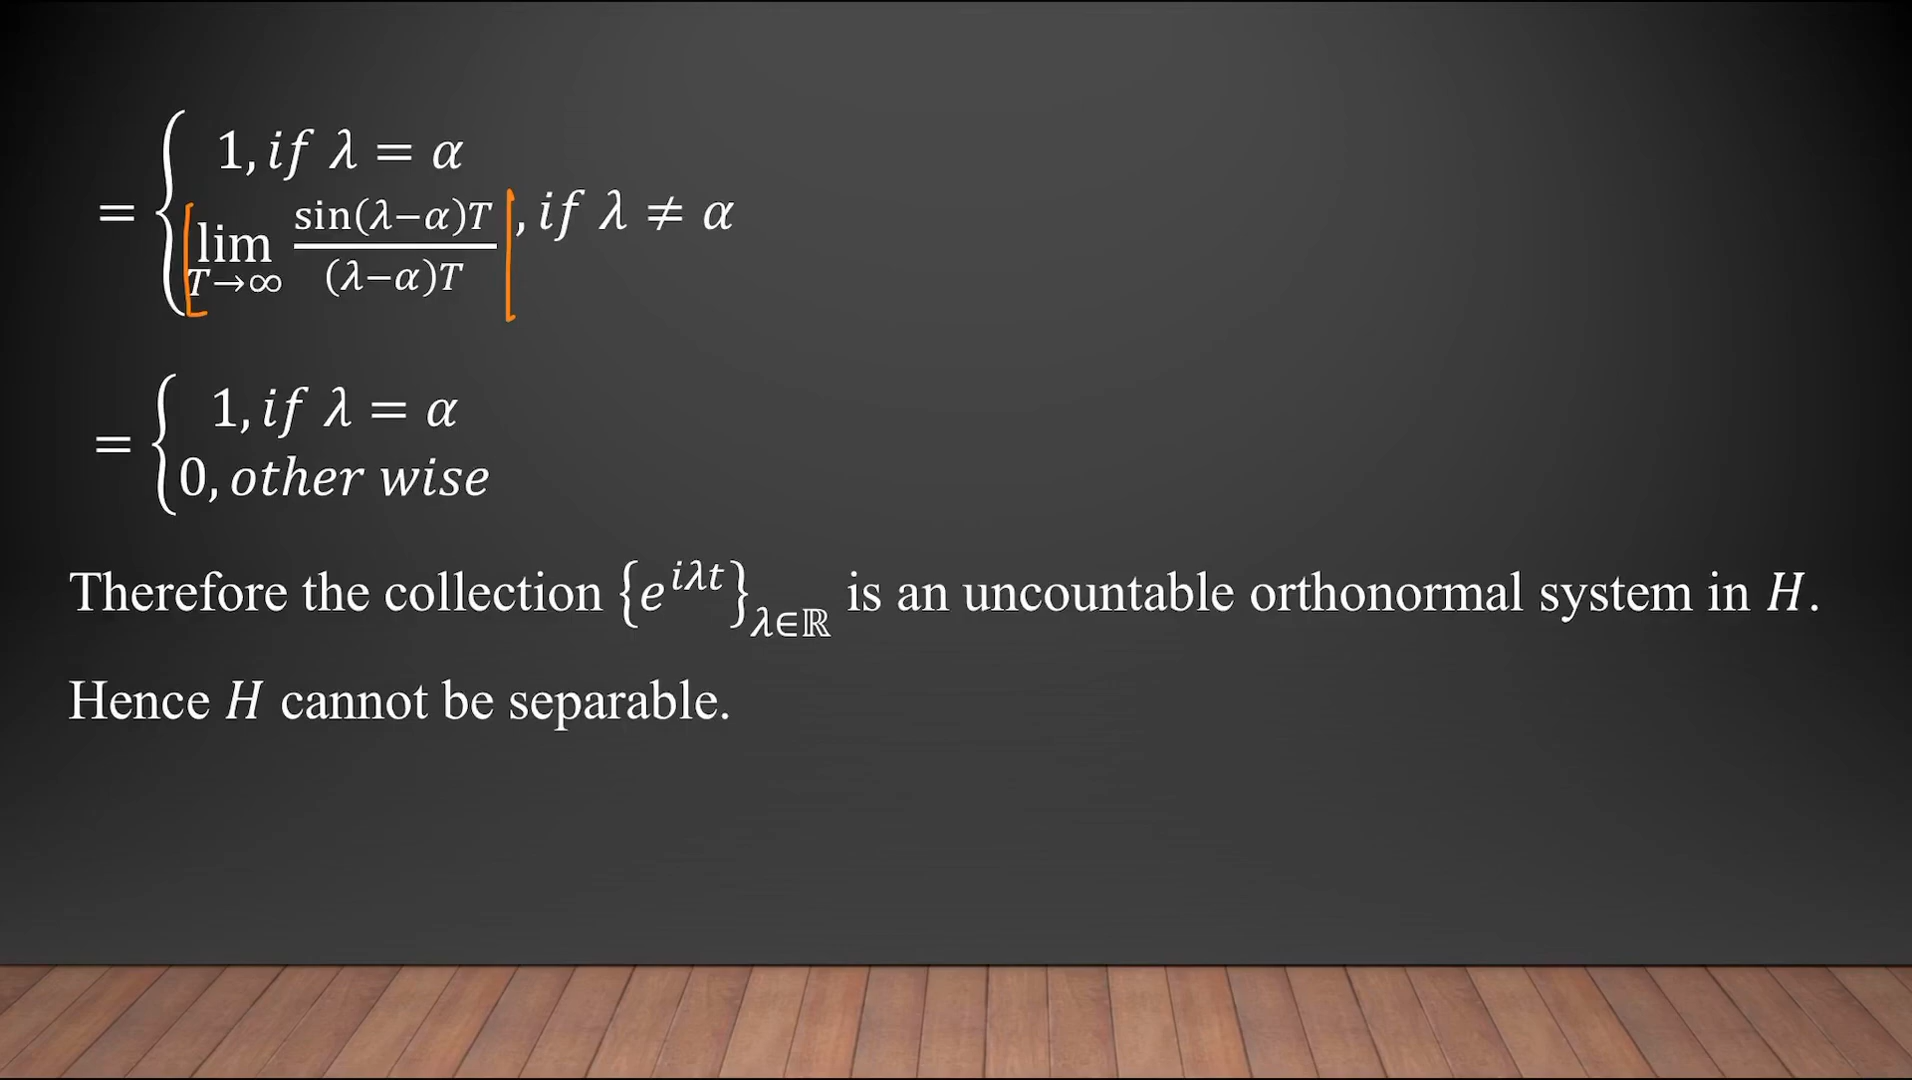 = { 1, if λ = α
lim T→∞ sin(λ−α)T / (λ−α)T , if λ ≠ α
= { 1, if λ = α
0, other wise
Therefore the collection {e^{iλt}}_{λ∈ℝ} is an uncountable orthonormal system in H.
Hence H cannot be separable.